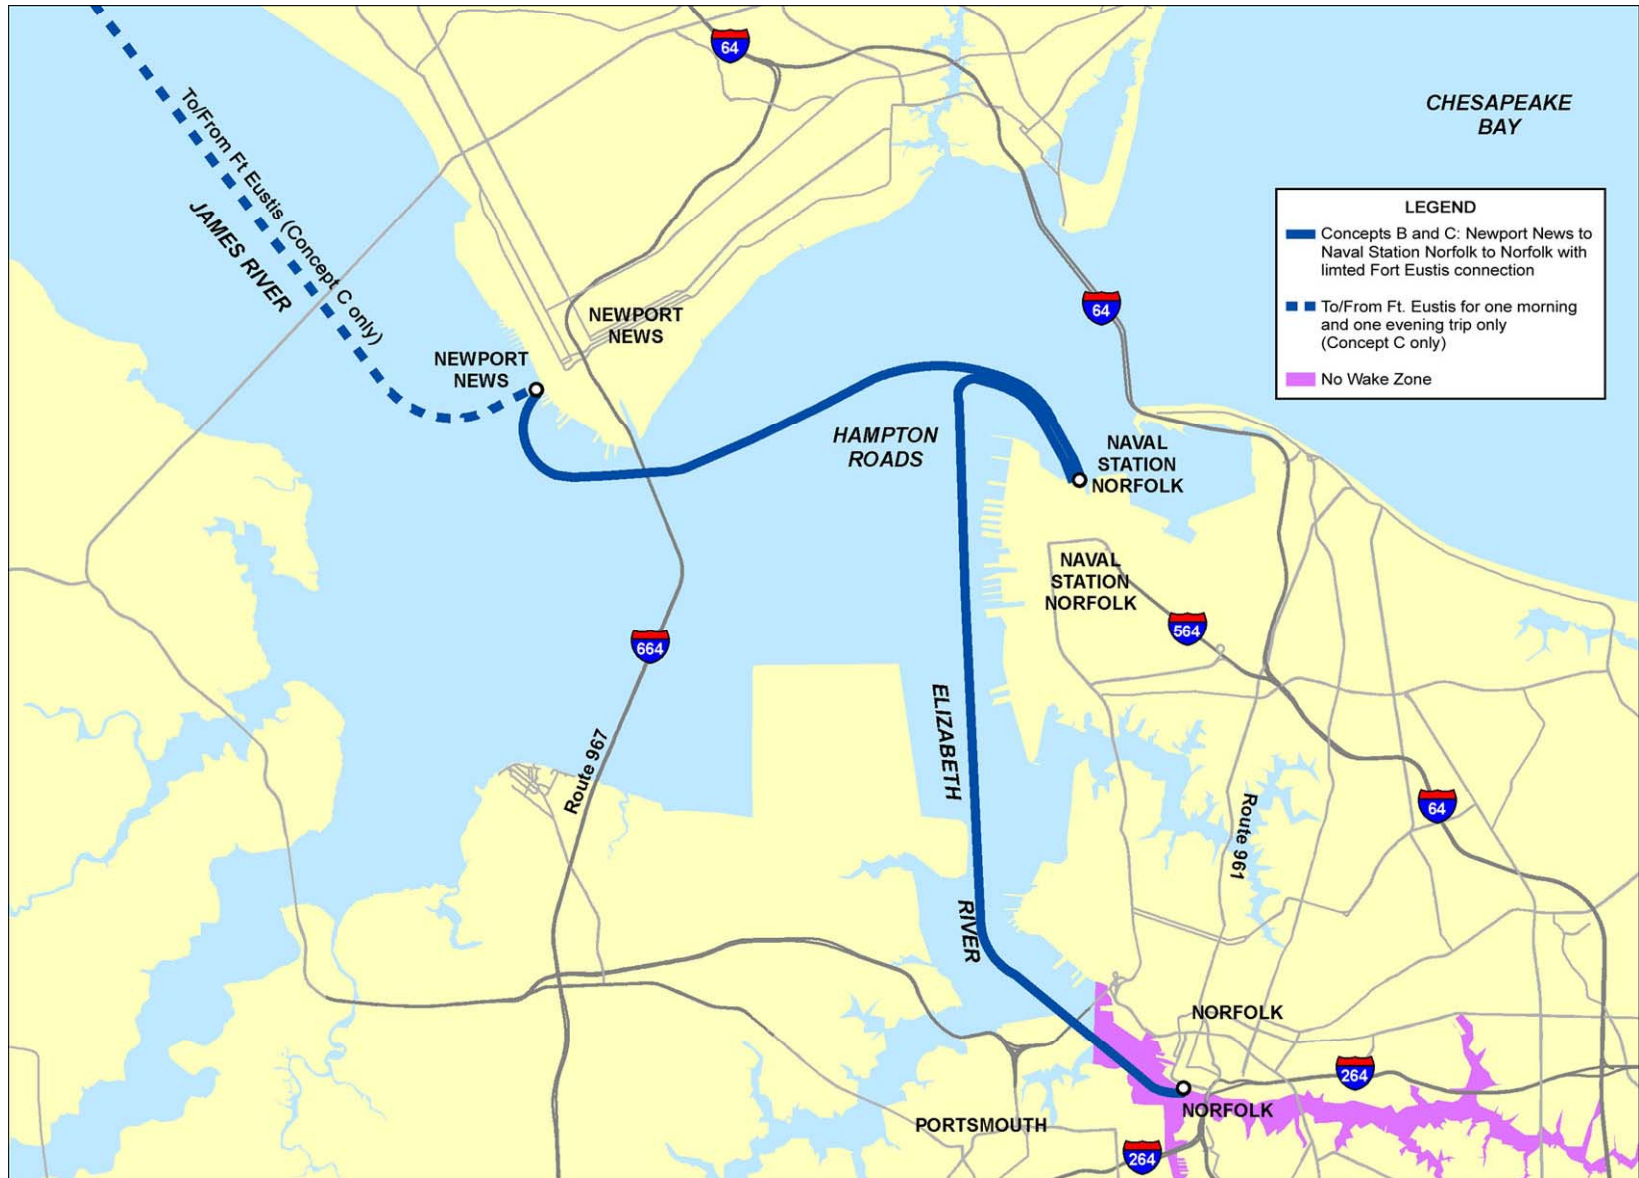 64
CHESAPEAKE
BAY
To/From Ft Eustis (Concept C only)
JAMES RIVER
LEGEND
Concepts B and C: Newport News to
Naval Station Norfolk to Norfolk with
limted Fort Eustis connection
To/From Ft. Eustis for one morning
and one evening trip only
(Concept C only)
No Wake Zone
64
NEWPORT
NEWS
NEWPORT
NEWS
HAMPTON
ROADS
NAVAL
STATION
NORFOLK
NAVAL
STATION
NORFOLK
564
664
ELIZABETH
RIVER
Route 967
Route 961
64
NORFOLK
264
NORFOLK
PORTSMOUTH
264